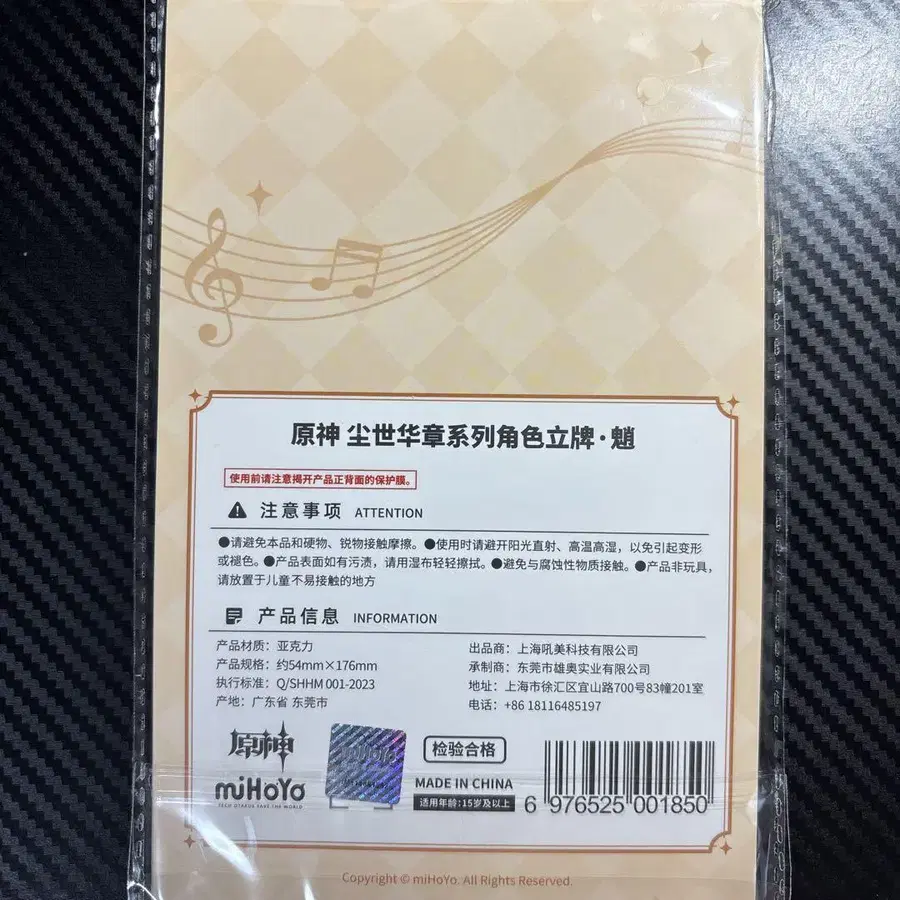 原神 尘世华章系列角色立牌·魈
使用前请注意揭开产品正背面的保护膜。
注意事项 ATTENTION
●请避免本品和硬物、锐物接触摩擦。●使用时请避开阳光直射、高温高湿，以免引起变形
或褪色。●产品表面如有污渍，请用湿布轻轻擦拭。●避免与腐蚀性物质接触。●产品非玩具，
请放置于儿童不易接触的地方
产品信息 INFORMATION
产品材质：亚克力
产品规格：约54mm×176mm
执行标准：Q/SHHM 001-2023
产地：广东省 东莞市
出品商：上海吼美科技有限公司
承制商：东莞市雄奥实业有限公司
地址：上海市徐汇区宜山路700号83幢201室
电话：+86 18116485197
原神
miHoYo
TECH OTAKUS SAVE THE WORLD
miHoYo
检验合格
MADE IN CHINA
适用年龄：15岁及以上
6 976525 001850
Copyright © miHoYo. All Rights Reserved.